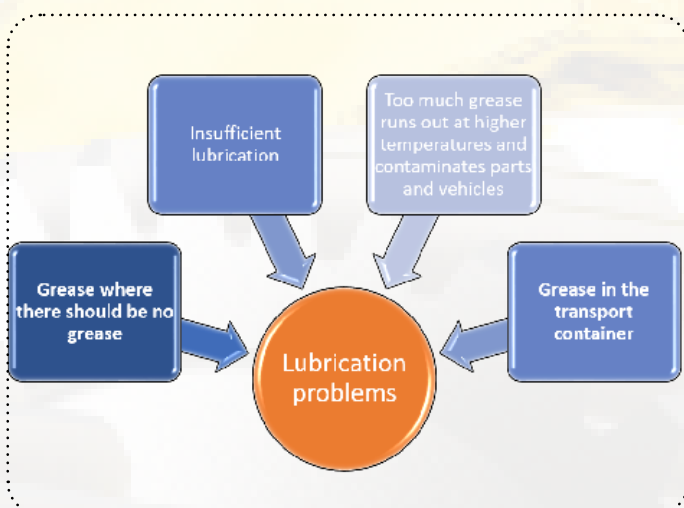 Insufficient
lubrication
Too much grease
runs out at higher
temperatures and
contaminates parts
and vehicles
Grease where
there should be no
grease
Grease in the
transport
container
Lubrication
problems